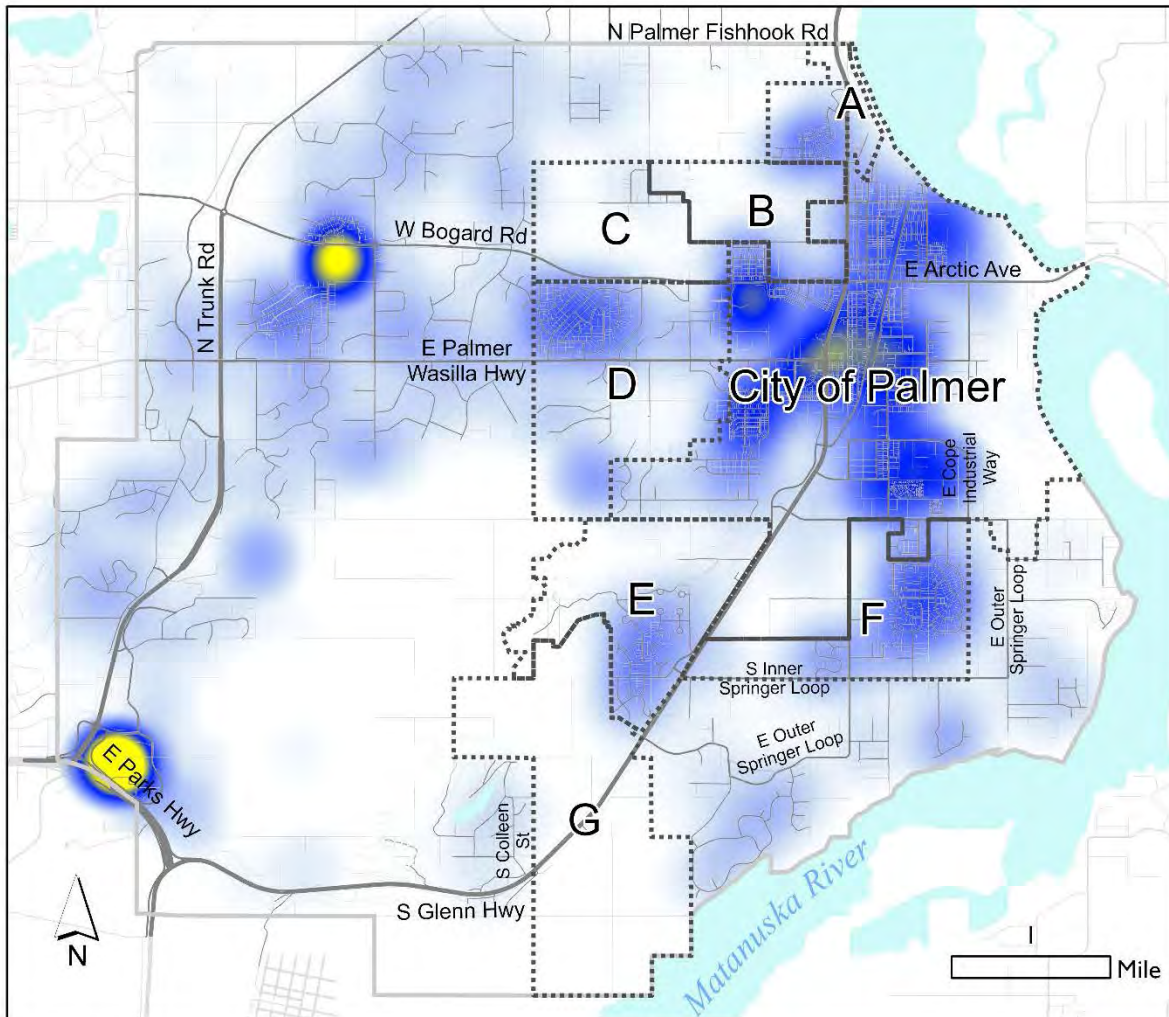 N Palmer Fishhook Rd
A
B
C
W Bogard Rd
N Trunk Rd
E Arctic Ave
E Palmer
Wasilla Hwy
D
City of Palmer
E Cope
Industrial
Way
E
F
E Outer
Springer Loop
S Inner
Springer Loop
E Outer
Springer Loop
E Parks Hwy
G
S Colleen
St
S Glenn Hwy
Matanuska River
N
1
Mile